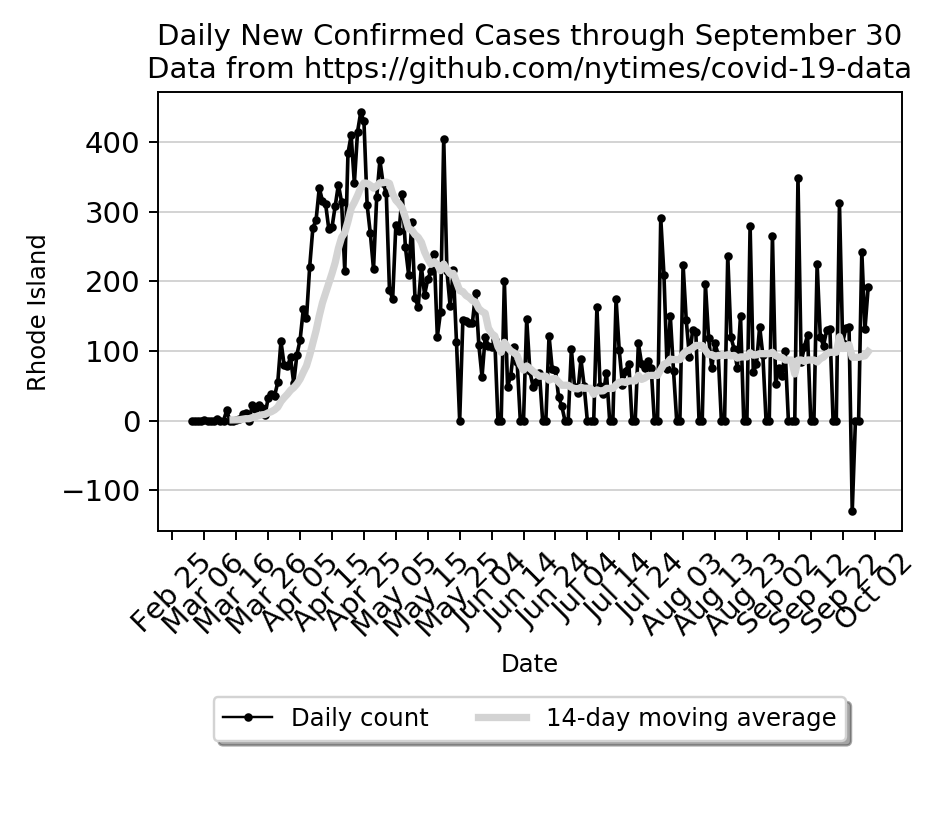 Daily New Confirmed Cases through September 30
Data from https://github.com/nytimes/covid-19-data
400
300
200
100
0
−100
Rhode Island
Feb 25
Mar 06
Mar 16
Mar 26
Apr 05
Apr 15
Apr 25
May 05
May 15
May 25
Jun 04
Jun 14
Jun 24
Jul 04
Jul 14
Jul 24
Aug 03
Aug 13
Aug 23
Sep 02
Sep 12
Sep 22
Oct 02
Date
Daily count
14-day moving average